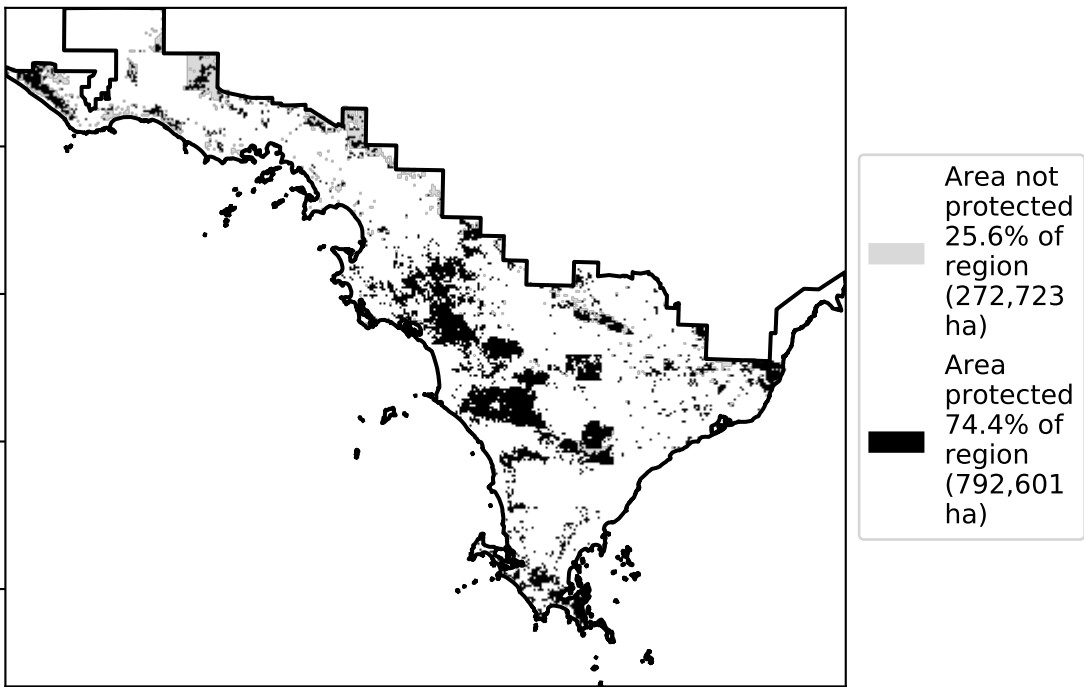 Area not
protected
25.6% of
region
(272,723
ha)
Area
protected
74.4% of
region
(792,601
ha)